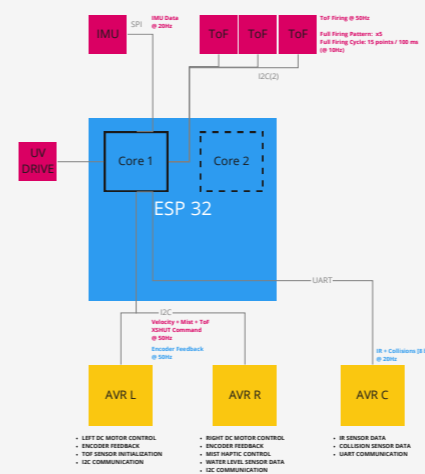 IMU
SPI
IMU Data
@ 20Hz
ToF
ToF
ToF
ToF Firing @ 50Hz
Full Firing Pattern: x5
Full Firing Cycle: 15 points / 100 ms
(@ 10Hz)
I2C(2)
UV
DRIVE
Core 1
Core 2
ESP 32
UART
I2C
Velocity + Mist + ToF
XSHUT Command
@ 50Hz
Encoder Feedback
@ 50Hz
IR + Collisions (8
@ 20Hz
AVR L
AVR R
AVR C
• LEFT DC MOTOR CONTROL
• ENCODER FEEDBACK
• TOF SENSOR INITIALIZATION
• I2C COMMUNICATION
• RIGHT DC MOTOR CONTROL
• ENCODER FEEDBACK
• MIST HAPTIC CONTROL
• WATER LEVEL SENSOR DATA
• I2C COMMUNICATION
• IR SENSOR DATA
• COLLISION SENSOR DATA
• UART COMMUNICATION